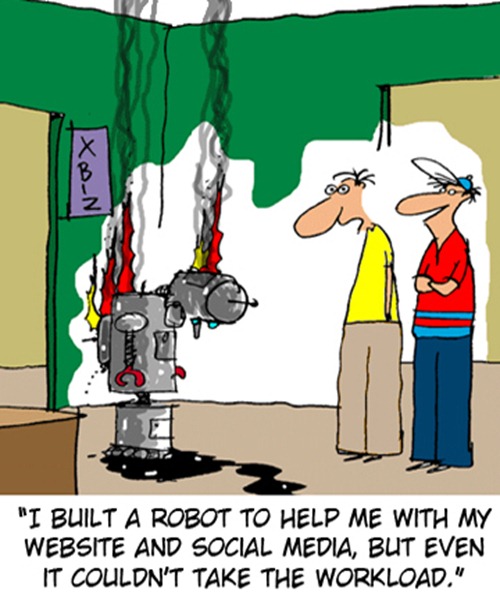 XBIZ
"I BUILT A ROBOT TO HELP ME WITH MY
WEBSITE AND SOCIAL MEDIA, BUT EVEN
IT COULDN'T TAKE THE WORKLOAD."